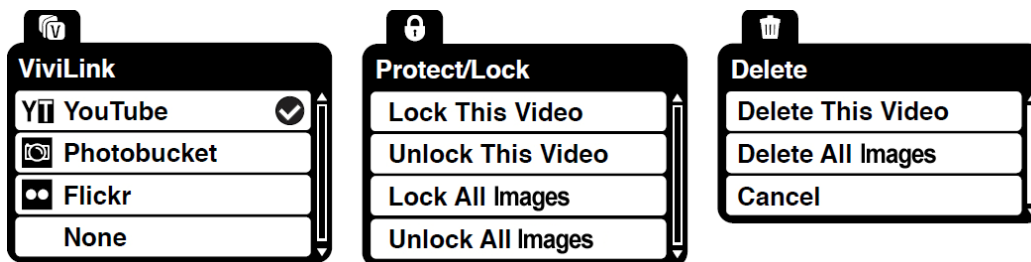 ViviLink
YT YouTube
Photobucket
Flickr
None
Protect/Lock
Lock This Video
Unlock This Video
Lock All Images
Unlock All Images
Delete
Delete This Video
Delete All Images
Cancel